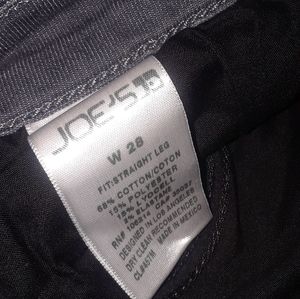 JOE'S
W 28
FIT:STRAIGHT LEG
68% COTTON/COTON
15% POLYESTER
LYOCELL
DESIGNED IN LOS ANGELES
DRY CLEAN RECOMMENDED
MADE IN MEXICO